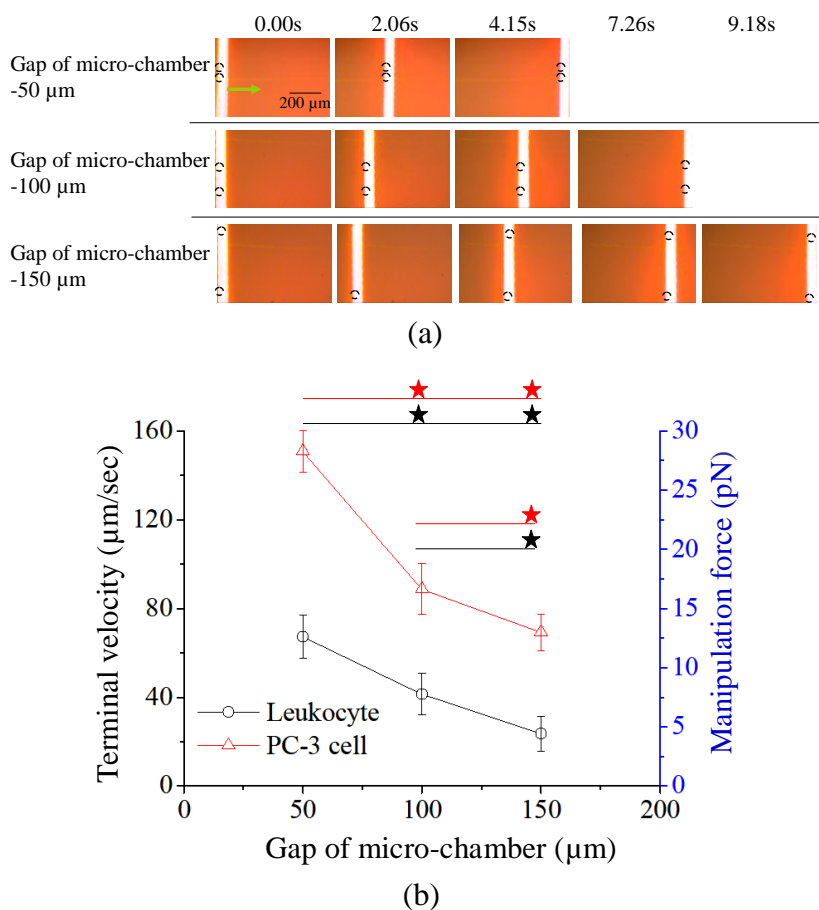 (a)
0.00s 2.06s 4.15s 7.26s 9.18s
Gap of micro-chamber
-50 µm
200 µm
Gap of micro-chamber
-100 µm
Gap of micro-chamber
-150 µm
(a)
160
120
80
40
0
Terminal velocity (µm/sec)
30
25
20
15
10
5
0
Manipulation force (pN)
Leukocyte
PC-3 cell
0 50 100 150 200
Gap of micro-chamber (µm)
(b)